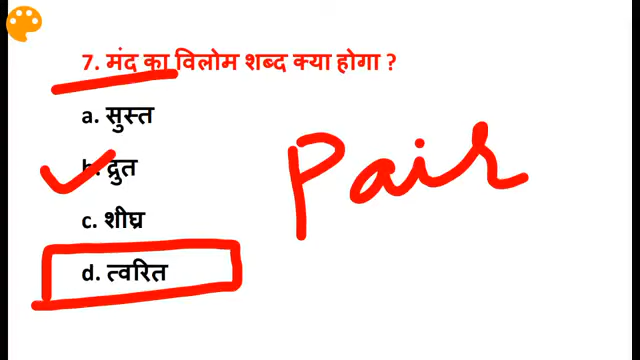 7. मंद का विलोम शब्द क्या होगा ?
a. सुस्त
b. द्रुत
Pair
c. शीघ्र
d. त्वरित